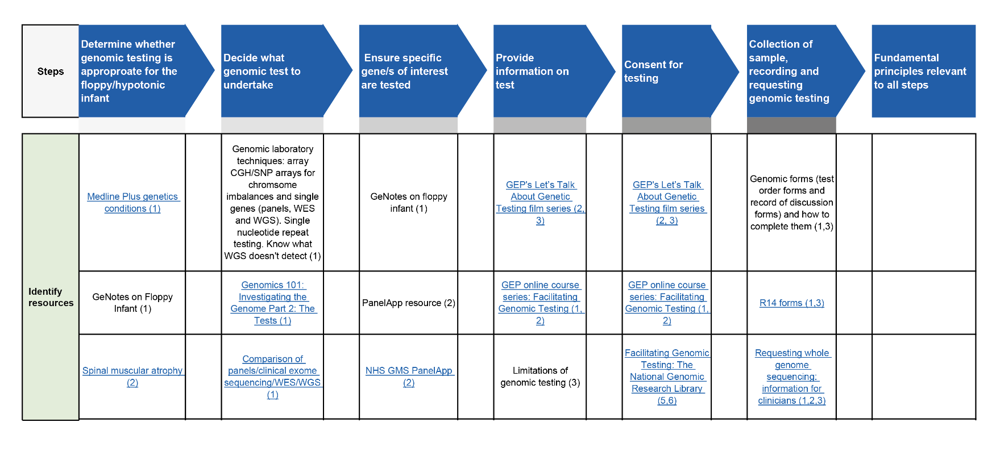 Steps
Determine whether
genomic testing is
approproate for the
floppy/hypotonic
infant
Decide what
genomic test to
undertake
Ensure specific
gene/s of interest
are tested
Provide
information on
test
Consent for
testing
Collection of
sample,
recording and
requesting
genomic testing
Fundamental
principles relevant
to all steps
Identify
resources
Medline Plus genetics
conditions (1)
Genomic laboratory
techniques: array
CGH/SNP arrays for
chromsome
imbalances and single
genes (panels, WES
and WGS). Single
nucleotide repeat
testing. Know what
WGS doesn't detect (1)
GeNotes on floppy
infant (1)
GEP's Let's Talk
About Genetic
Testing film series (2,
3)
GEP's Let's Talk
About Genetic
Testing film series
(2, 3)
Genomic forms (test
order forms and
record of discussion
forms) and how to
complete them (1,3)
GeNotes on Floppy
Infant (1)
Genomics 101:
Investigating the
Genome Part 2: The
Tests (1)
PanelApp resource (2)
GEP online course
series: Facilitating
Genomic Testing (1,
2)
GEP online course
series: Facilitating
Genomic Testing (1,
2)
R14 forms (1,3)
Spinal muscular atrophy
(2)
Comparison of
panels/clinical exome
sequencing/WES/WGS
(1)
NHS GMS PanelApp
(2)
Limitations of
genomic testing (3)
Facilitating Genomic
Testing: The
National Genomic
Research Library
(5,6)
Requesting whole
genome
sequencing:
information for
clinicians (1,2,3)